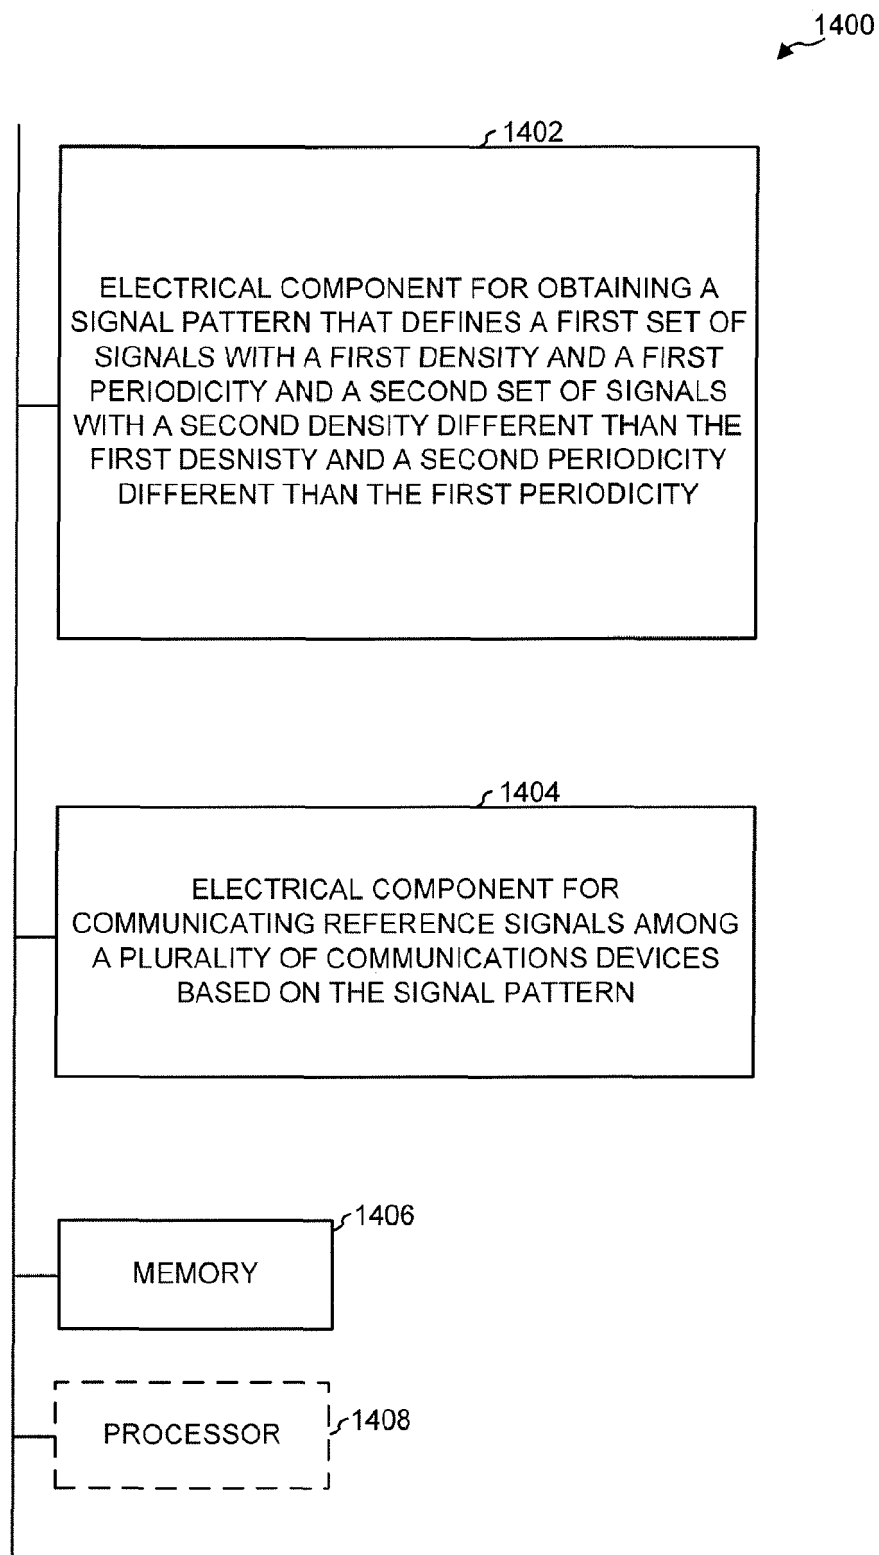 1400
1402
ELECTRICAL COMPONENT FOR OBTAINING A
SIGNAL PATTERN THAT DEFINES A FIRST SET OF
SIGNALS WITH A FIRST DENSITY AND A FIRST
PERIODICITY AND A SECOND SET OF SIGNALS
WITH A SECOND DENSITY DIFFERENT THAN THE
FIRST DESNISTY AND A SECOND PERIODICITY
DIFFERENT THAN THE FIRST PERIODICITY
1404
ELECTRICAL COMPONENT FOR
COMMUNICATING REFERENCE SIGNALS AMONG
A PLURALITY OF COMMUNICATIONS DEVICES
BASED ON THE SIGNAL PATTERN
1406
MEMORY
1408
PROCESSOR